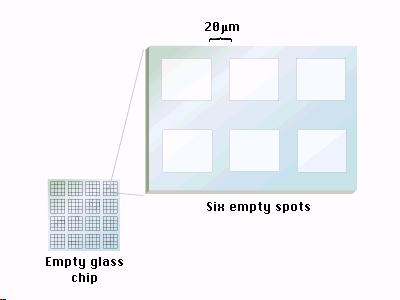 20µm
Six empty spots
Empty glass
chip